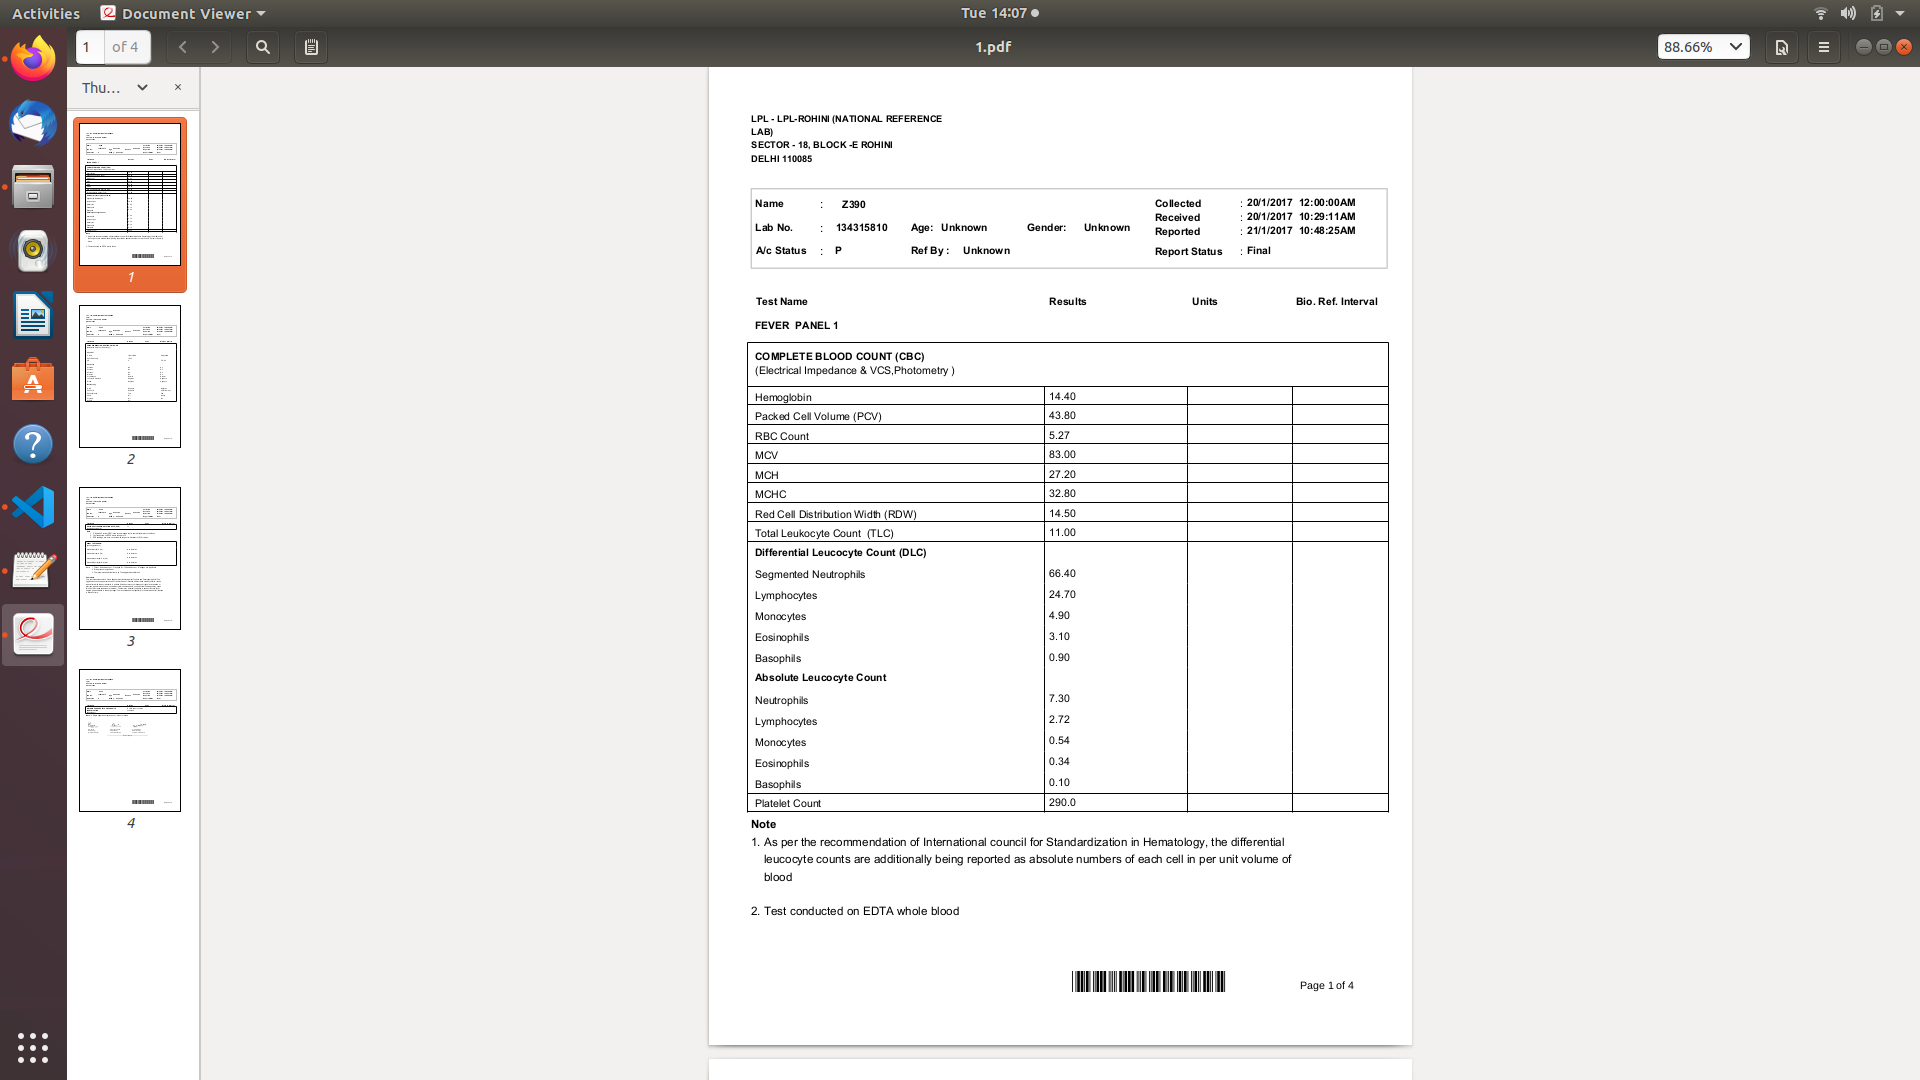 Activities Document Viewer Tue 14:07
1 of 4 1.pdf 88.66%
Thu...
1
2
3
4
LPL - LPL-ROHINI (NATIONAL REFERENCE
LAB)
SECTOR - 18, BLOCK -E ROHINI
DELHI 110085
Name : Z390 Collected : 20/1/2017 12:00:00AM
Received : 20/1/2017 10:29:11AM
Lab No. : 134315810 Age: Unknown Gender: Unknown Reported : 21/1/2017 10:48:25AM
A/c Status : P Ref By : Unknown Report Status : Final
Test Name Results Units Bio. Ref. Interval
FEVER PANEL 1
COMPLETE BLOOD COUNT (CBC)
(Electrical Impedance & VCS,Photometry )
Hemoglobin 14.40
Packed Cell Volume (PCV) 43.80
RBC Count 5.27
MCV 83.00
MCH 27.20
MCHC 32.80
Red Cell Distribution Width (RDW) 14.50
Total Leukocyte Count (TLC) 11.00
Differential Leucocyte Count (DLC)
Segmented Neutrophils 66.40
Lymphocytes 24.70
Monocytes 4.90
Eosinophils 3.10
Basophils 0.90
Absolute Leucocyte Count
Neutrophils 7.30
Lymphocytes 2.72
Monocytes 0.54
Eosinophils 0.34
Basophils 0.10
Platelet Count 290.0
Note
1. As per the recommendation of International council for Standardization in Hematology, the differential
leucocyte counts are additionally being reported as absolute numbers of each cell in per unit volume of
blood
2. Test conducted on EDTA whole blood
Page 1 of 4